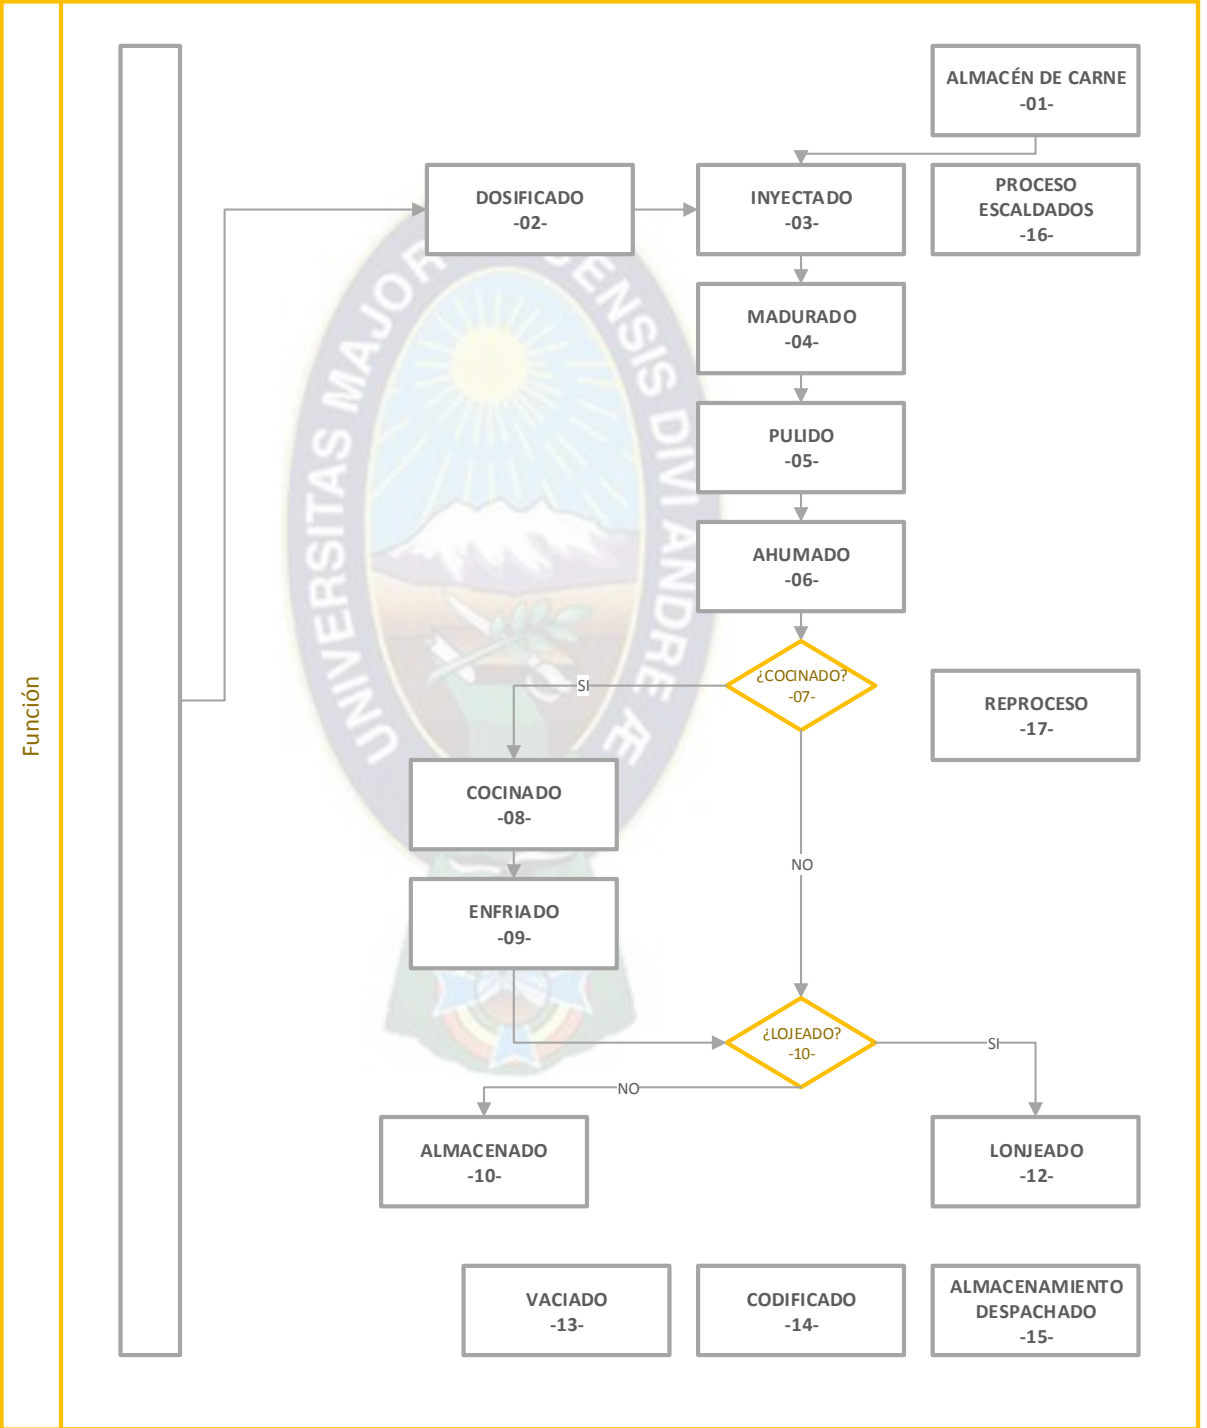 Función
ALMACÉN DE CARNE
-01-
DOSIFICADO
-02-
INYECTADO
-03-
PROCESO
ESCALDADOS
-16-
MADURADO
-04-
PULIDO
-05-
AHUMADO
-06-
¿COCINADO?
-07-
SI
REPROCESO
-17-
COCINADO
-08-
NO
ENFRIADO
-09-
¿LOJEADO?
-10-
SI
NO
ALMACENADO
-10-
LONJEADO
-12-
VACIADO
-13-
CODIFICADO
-14-
ALMACENAMIENTO
DESPACHADO
-15-
UNIVERSITAS MAJOR
ENSIS DIVI ANDRE Æ